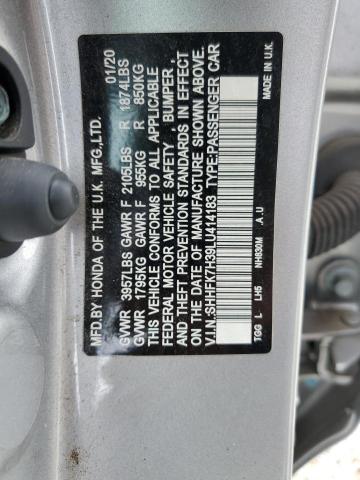 MFD.BY HONDA OF THE U.K. MFG.,LTD. 01/20
GVWR 3957LBS GAWR F 2105LBS R 1874LBS
GVWR 1795KG GAWR F 955KG R 850KG
THIS VEHICLE COMFORMS TO ALL APPLICABLE
FEDERAL MOTOR VEHICLE SAFETY , BUMPER ,
AND THEFT PREVENTION STANDARDS IN EFFECT
ON THE DATE OF MANUFACTURE SHOWN ABOVE.
V.I.N.:SHHFK7H39LU414183 TYPE:PASSENGER CAR
TGG L- LH5 NH830M A.U MADE IN U.K.